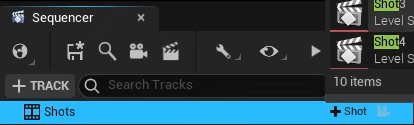 Sequencer
Shot3
Level S
Shot4
Level S
10 items
+ TRACK
Search Tracks
Shots
+ Shot